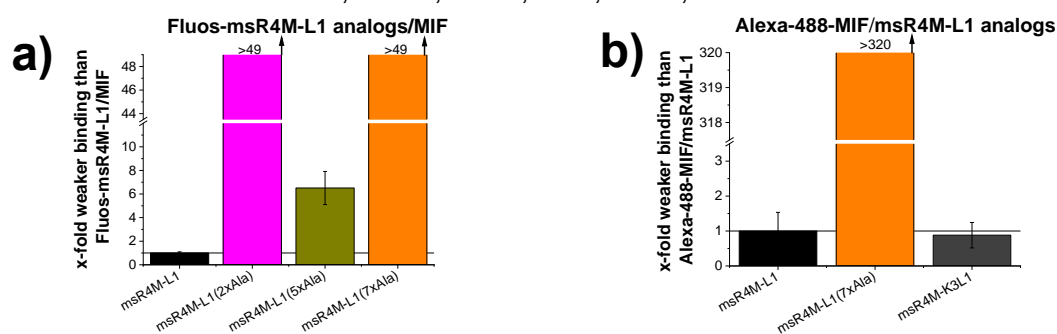 a)
Fluos-msR4M-L1 analogs/MIF
x-fold weaker binding than
Fluos-msR4M-L1/MIF
48
46
44
10
8
6
4
2
0
>49
>49
msR4M-L1
msR4M-L1(2xAla)
msR4M-L1(5xAla)
msR4M-L1(7xAla)
b)
Alexa-488-MIF/msR4M-L1 analogs
x-fold weaker binding than
Alexa-488-MIF/msR4M-L1
320
319
318
3
2
1
0
>320
msR4M-L1
msR4M-L1(7xAla)
msR4M-K3L1